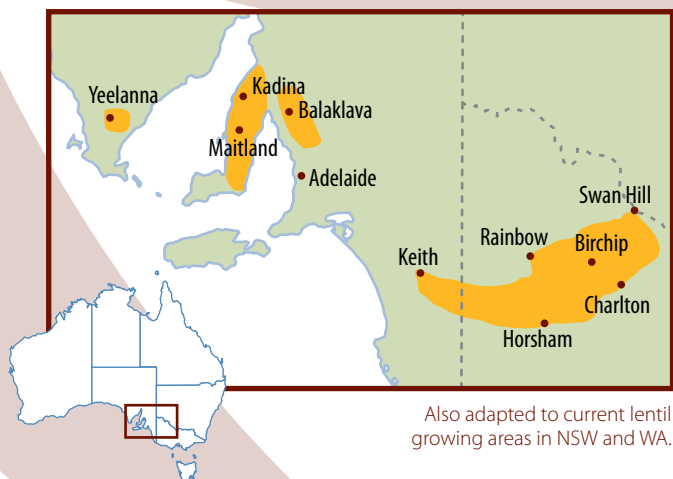 Yeelanna
Kadina
Balaklava
Maitland
Adelaide
Swan Hill
Rainbow
Birchip
Keith
Charlton
Horsham
Also adapted to current lentil
growing areas in NSW and WA.